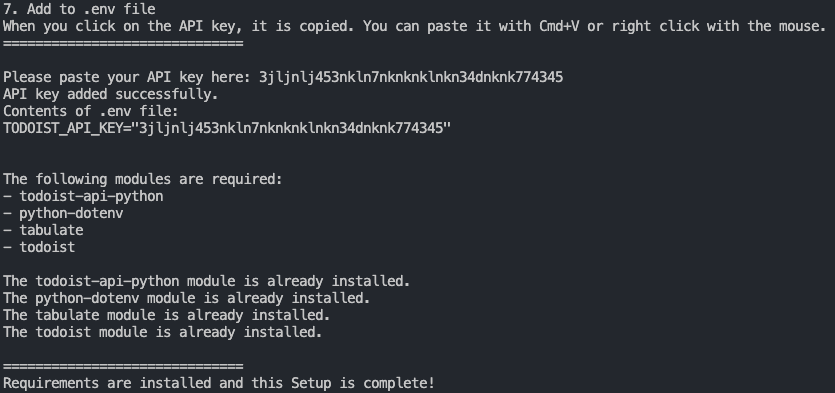 7. Add to .env file
When you click on the API key, it is copied. You can paste it with Cmd+V or right click with the mouse.
==============================
Please paste your API key here: 3jljnlj453nkln7nknknklnkn34dnknk774345
API key added successfully.
Contents of .env file:
TODOIST_API_KEY="3jljnlj453nkln7nknknklnkn34dnknk774345"
The following modules are required:
- todoist-api-python
- python-dotenv
- tabulate
- todoist
The todoist-api-python module is already installed.
The python-dotenv module is already installed.
The tabulate module is already installed.
The todoist module is already installed.
==============================
Requirements are installed and this Setup is complete!